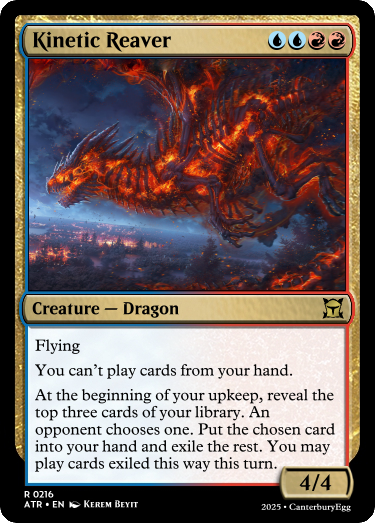 Kinetic Reaver
Creature — Dragon
Flying
You can't play cards from your hand.
At the beginning of your upkeep, reveal the
top three cards of your library. An
opponent chooses one. Put the chosen card
into your hand and exile the rest. You may
play cards exiled this way this turn.
4/4
R 0216
ATR • EN Kerem Beyit
2025 • CanterburyEgg